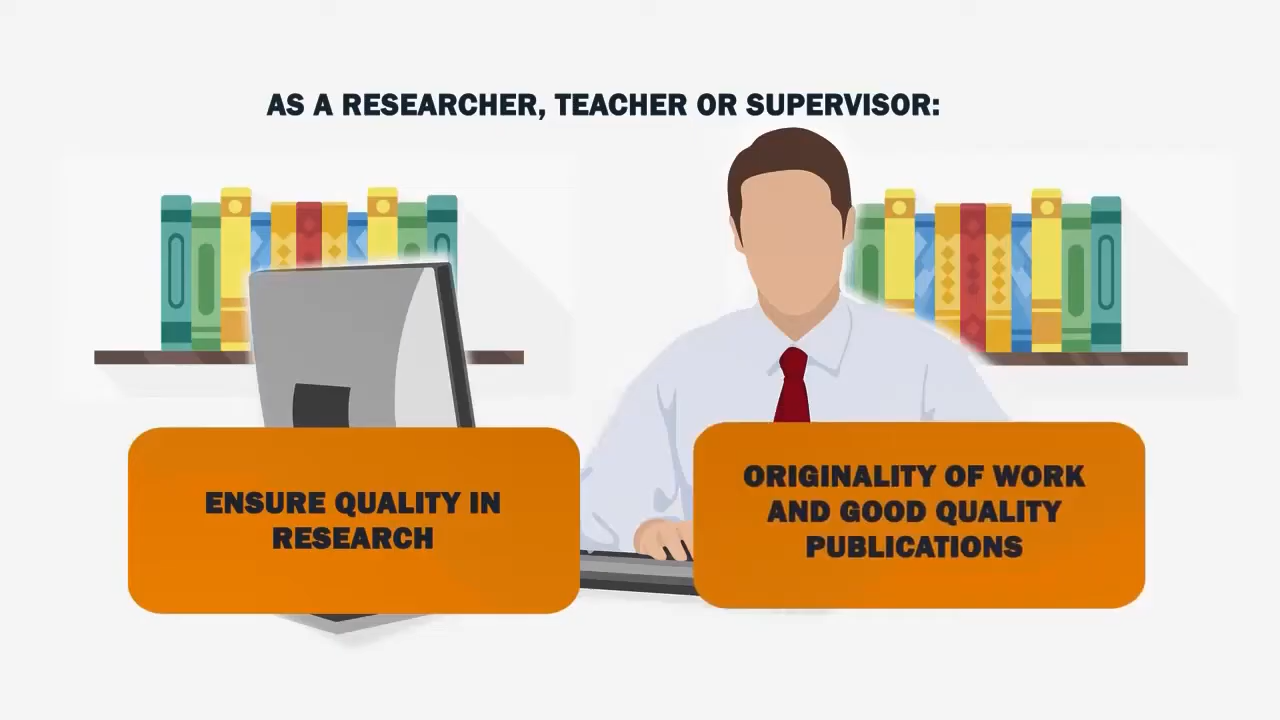 AS A RESEARCHER, TEACHER OR SUPERVISOR:
ENSURE QUALITY IN
RESEARCH
ORIGINALITY OF WORK
AND GOOD QUALITY
PUBLICATIONS